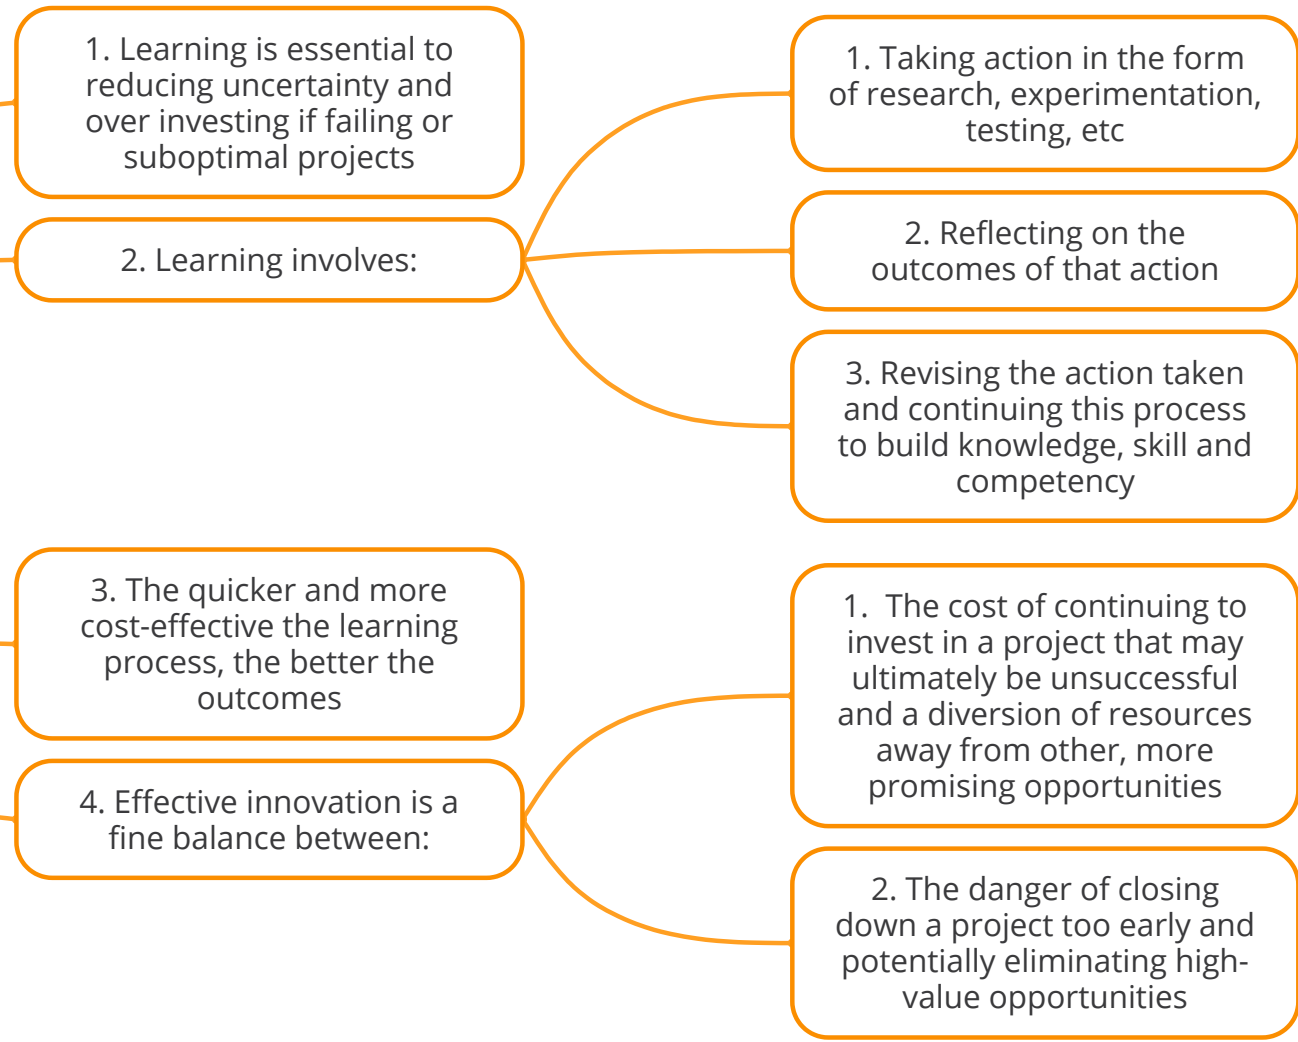 1. Learning is essential to
reducing uncertainty and
over investing if failing or
suboptimal projects
2. Learning involves:
1. Taking action in the form
of research, experimentation,
testing, etc
2. Reflecting on the
outcomes of that action
3. Revising the action taken
and continuing this process
to build knowledge, skill and
competency
3. The quicker and more
cost-effective the learning
process, the better the
outcomes
4. Effective innovation is a
fine balance between:
1. The cost of continuing to
invest in a project that may
ultimately be unsuccessful
and a diversion of resources
away from other, more
promising opportunities
2. The danger of closing
down a project too early and
potentially eliminating high-
value opportunities